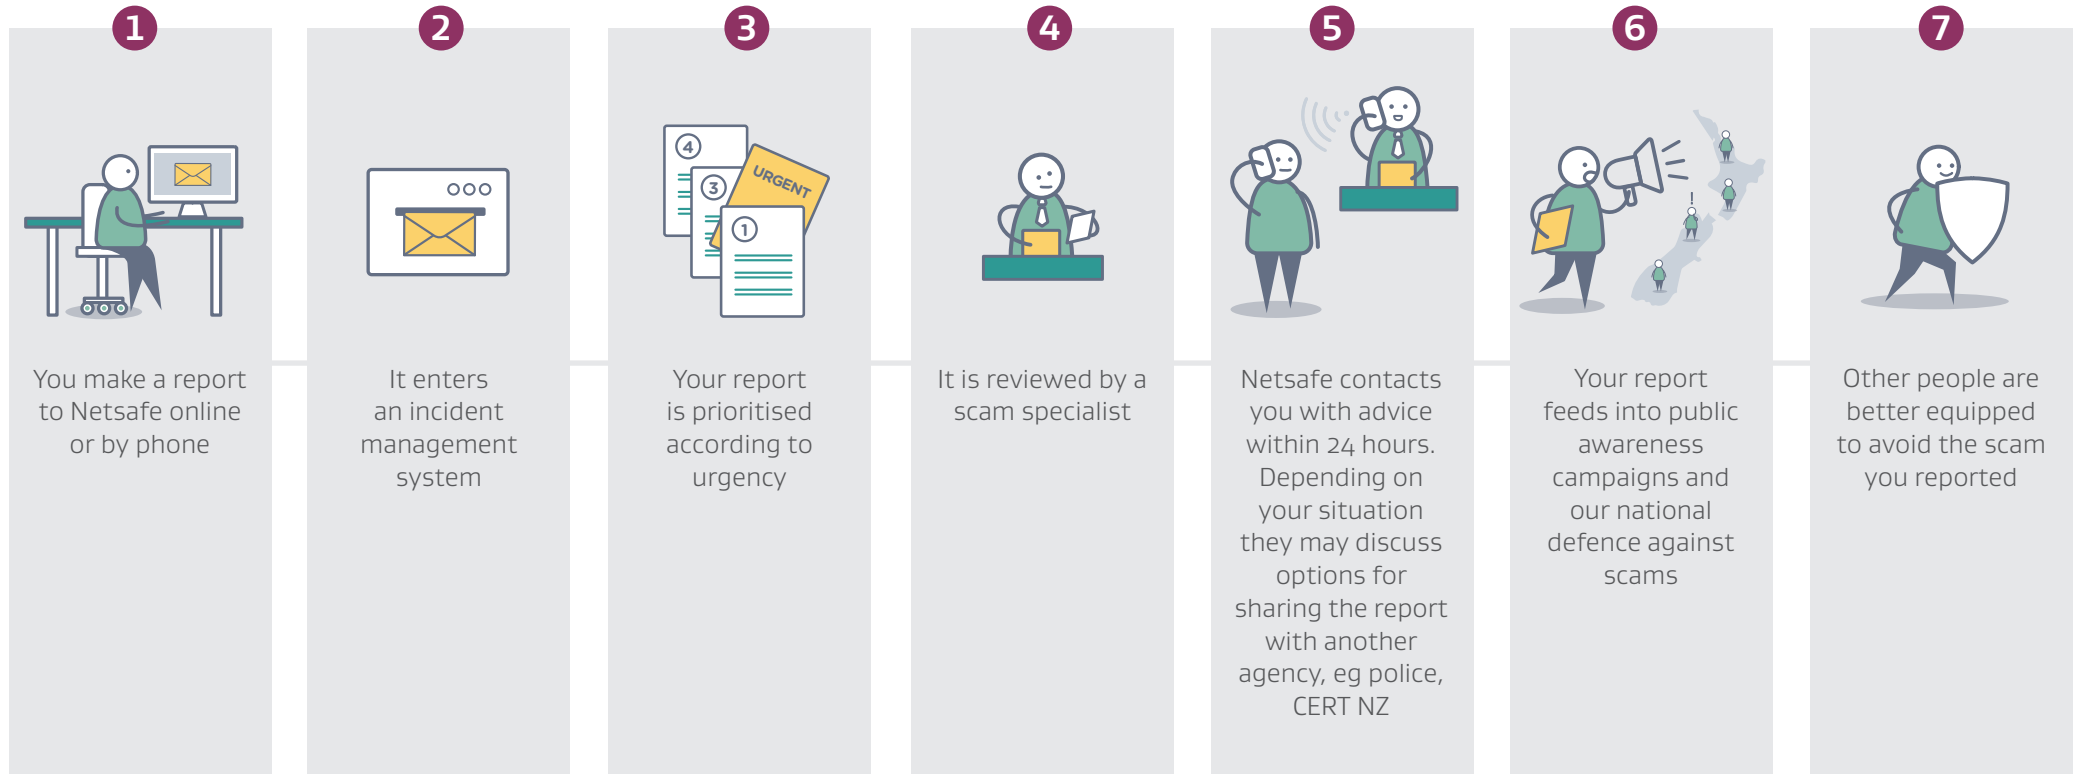 1
You make a report
to Netsafe online
or by phone
2
It enters
an incident
management
system
3
4
3
URGENT
1
Your report
is prioritised
according to
urgency
4
It is reviewed by a
scam specialist
5
Netsafe contacts
you with advice
within 24 hours.
Depending on
your situation
they may discuss
options for
sharing the report
with another
agency, eg police,
CERT NZ
6
!
Your report
feeds into public
awareness
campaigns and
our national
defence against
scams
7
Other people are
better equipped
to avoid the scam
you reported